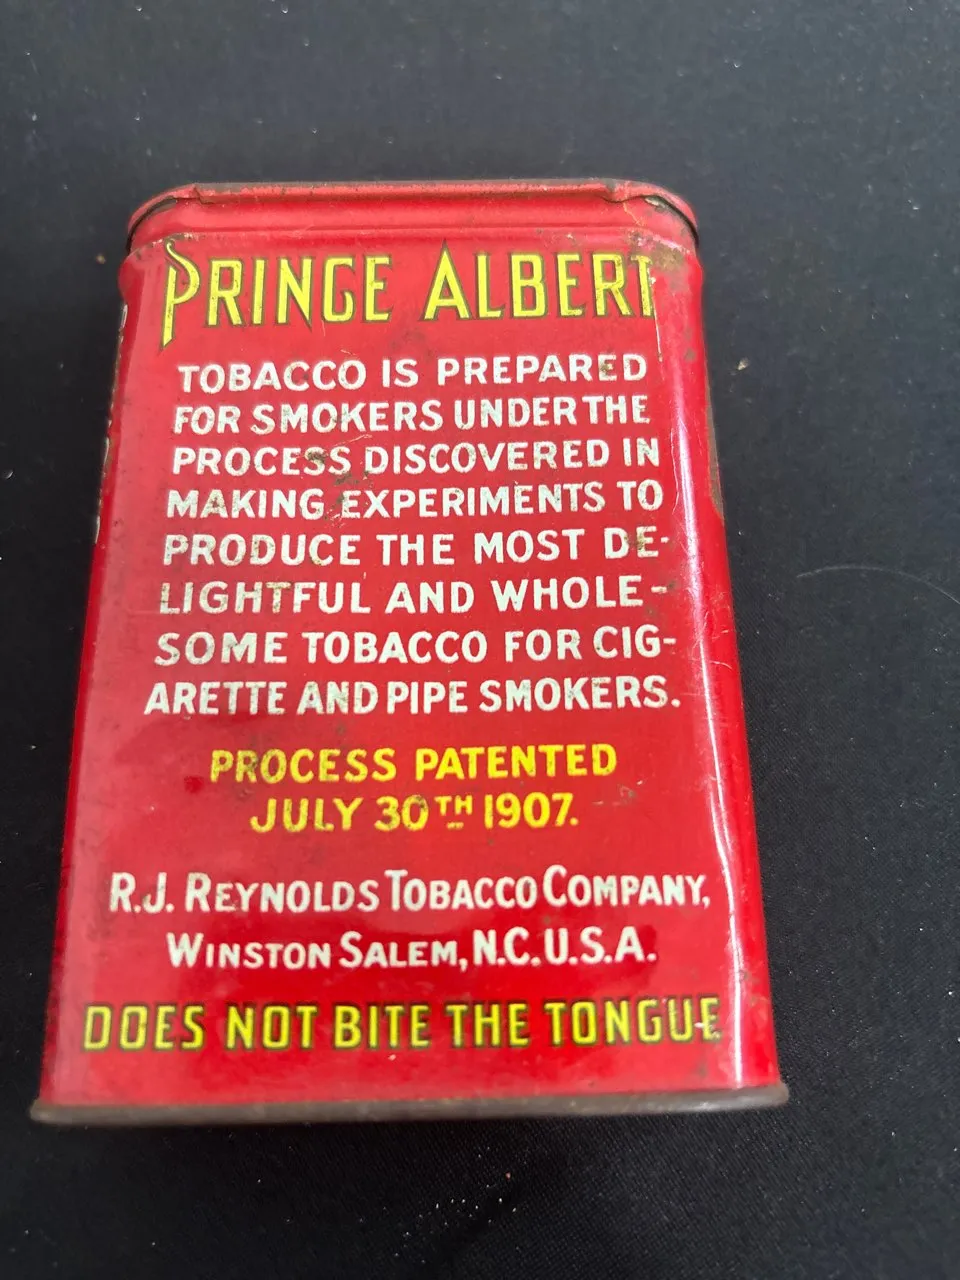 PRINCE ALBERT
TOBACCO IS PREPARED
FOR SMOKERS UNDER THE
PROCESS DISCOVERED IN
MAKING EXPERIMENTS TO
PRODUCE THE MOST DE-
LIGHTFUL AND WHOLE-
SOME TOBACCO FOR CIG-
ARETTE AND PIPE SMOKERS.
PROCESS PATENTED
JULY 30TH 1907.
R.J. REYNOLDS TOBACCO COMPANY,
WINSTON SALEM, N.C.U.S.A.
DOES NOT BITE THE TONGUE